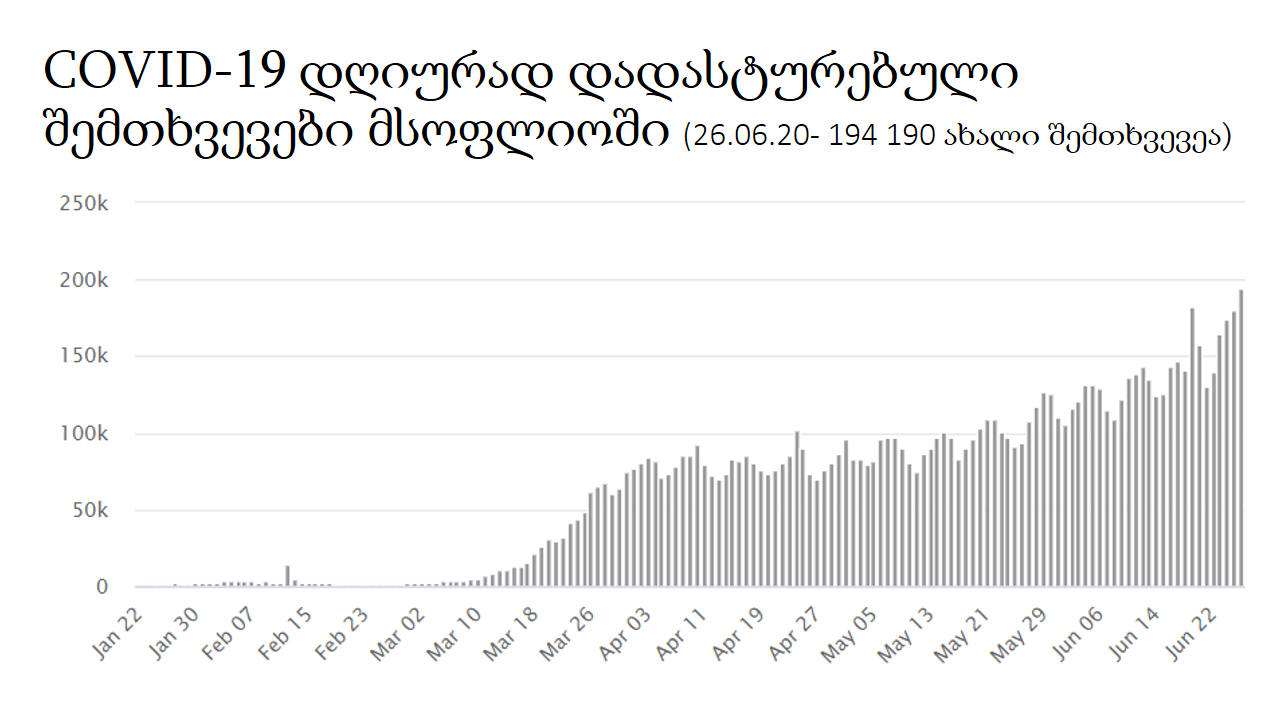 COVID-19 დღიურად დადასტურებული
შემთხვევები მსოფლიოში (26.06.20- 194 190 ახალი შემთხვევეა)
250k
200k
150k
100k
50k
0
Jan 22
Jan 30
Feb 07
Feb 15
Feb 23
Mar 02
Mar 10
Mar 18
Mar 26
Apr 03
Apr 11
Apr 19
Apr 27
May 05
May 13
May 21
May 29
Jun 06
Jun 14
Jun 22